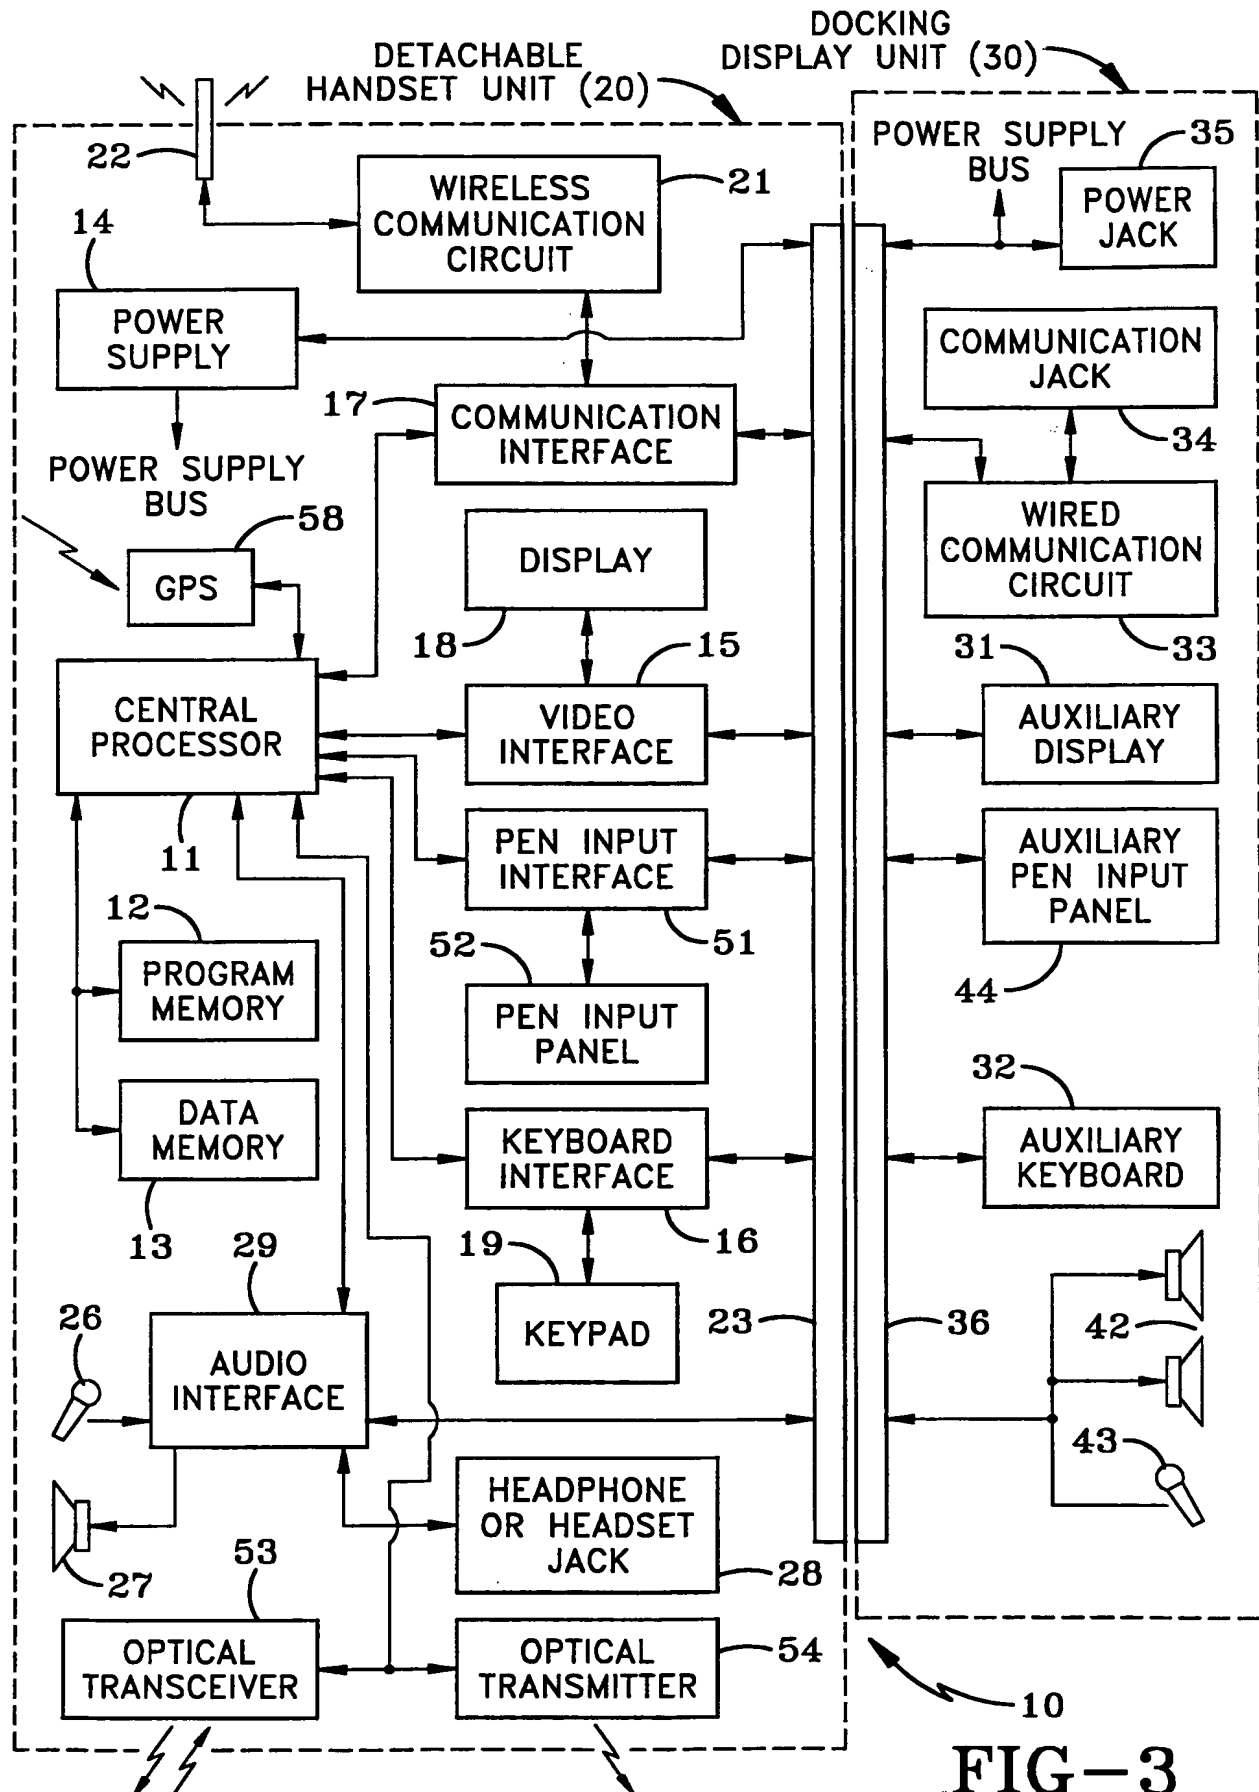 DOCKING
DISPLAY UNIT (30)
DETACHABLE
HANDSET UNIT (20)
22
WIRELESS
COMMUNICATION
CIRCUIT
21
POWER SUPPLY
BUS
35
POWER
JACK
14
POWER
SUPPLY
COMMUNICATION
JACK
34
17
COMMUNICATION
INTERFACE
POWER SUPPLY
BUS
58
GPS
DISPLAY
18
WIRED
COMMUNICATION
CIRCUIT
33
15
31
CENTRAL
PROCESSOR
11
VIDEO
INTERFACE
AUXILIARY
DISPLAY
PEN INPUT
INTERFACE
51
AUXILIARY
PEN INPUT
PANEL
44
12
PROGRAM
MEMORY
52
PEN INPUT
PANEL
DATA
MEMORY
13
KEYBOARD
INTERFACE
16
32
AUXILIARY
KEYBOARD
29
19
KEYPAD
23
36
42
26
AUDIO
INTERFACE
43
27
HEADPHONE
OR HEADSET
JACK
28
53
OPTICAL
TRANSCEIVER
OPTICAL
TRANSMITTER
54
10
FIG-3